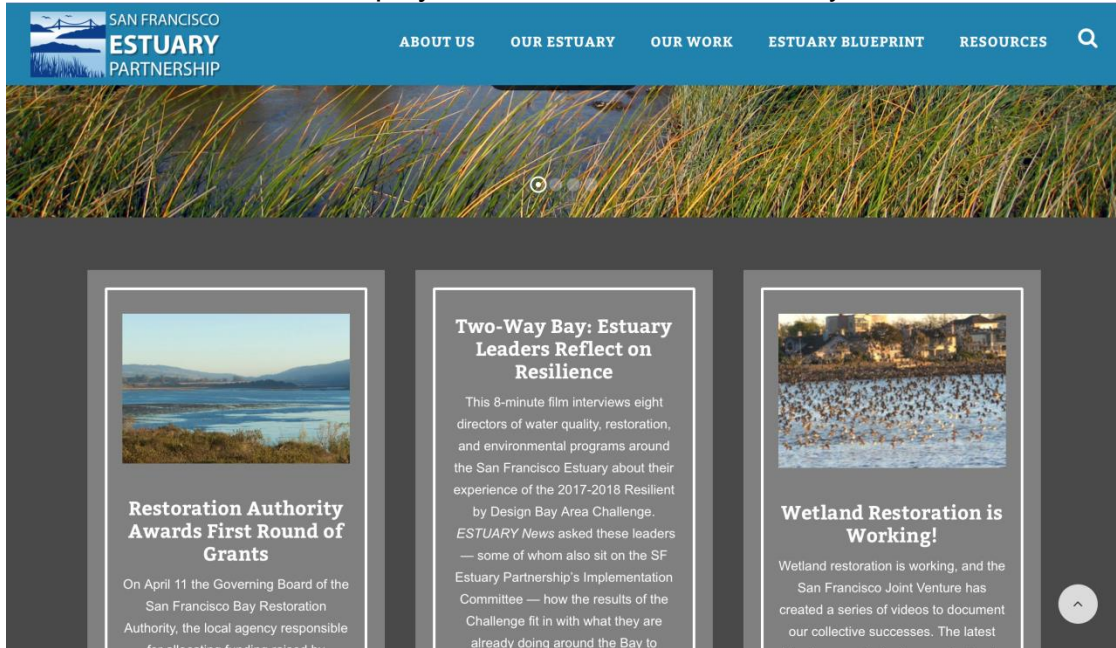 SAN FRANCISCO
ESTUARY
PARTNERSHIP
ABOUT US
OUR ESTUARY
OUR WORK
ESTUARY BLUEPRINT
RESOURCES
Restoration Authority
Awards First Round of
Grants
On April 11 the Governing Board of the
San Francisco Bay Restoration
Authority, the local agency responsible
for allocating funding raised by
Two-Way Bay: Estuary
Leaders Reflect on
Resilience
This 8-minute film interviews eight
directors of water quality, restoration,
and environmental programs around
the San Francisco Estuary about their
experience of the 2017-2018 Resilient
by Design Bay Area Challenge.
ESTUARY News asked these leaders
— some of whom also sit on the SF
Estuary Partnership's Implementation
Committee — how the results of the
Challenge fit in with what they are
already doing around the Bay to
Wetland Restoration is
Working!
Wetland restoration is working, and the
San Francisco Joint Venture has
created a series of videos to document
our collective successes. The latest